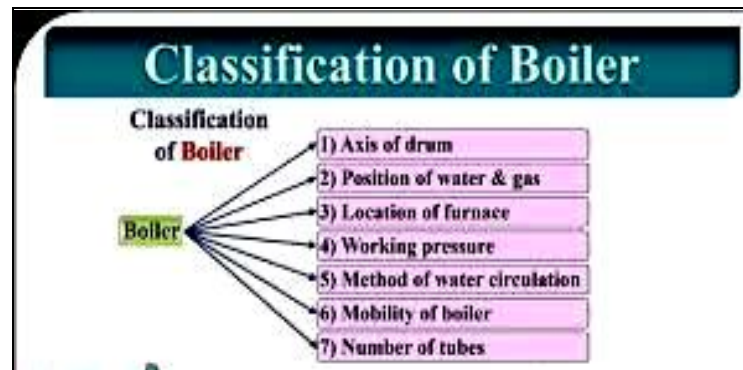 Classification of Boiler
Classification
of Boiler
Boiler
1) Axis of drum
2) Position of water & gas
3) Location of furnace
4) Working pressure
5) Method of water circulation
6) Mobility of boiler
7) Number of tubes